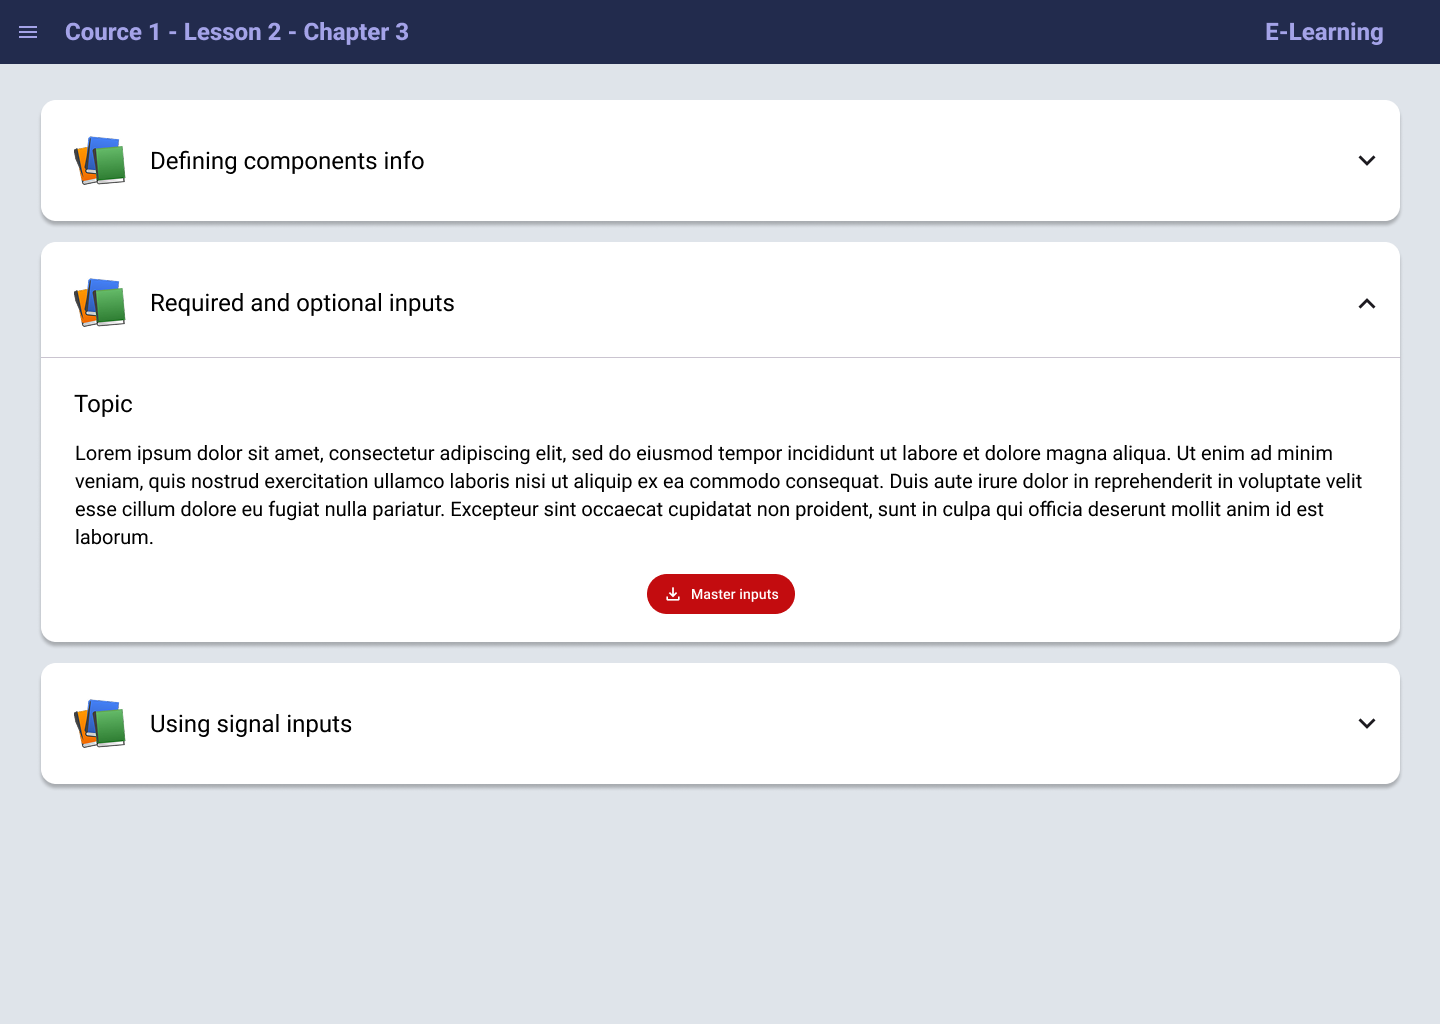 Cource 1 - Lesson 2 - Chapter 3
E-Learning
Defining components info
Required and optional inputs
Topic
Lorem ipsum dolor sit amet, consectetur adipiscing elit, sed do eiusmod tempor incididunt ut labore et dolore magna aliqua. Ut enim ad minim
veniam, quis nostrud exercitation ullamco laboris nisi ut aliquip ex ea commodo consequat. Duis aute irure dolor in reprehenderit in voluptate velit
esse cillum dolore eu fugiat nulla pariatur. Excepteur sint occaecat cupidatat non proident, sunt in culpa qui officia deserunt mollit anim id est
laborum.
Master inputs
Using signal inputs